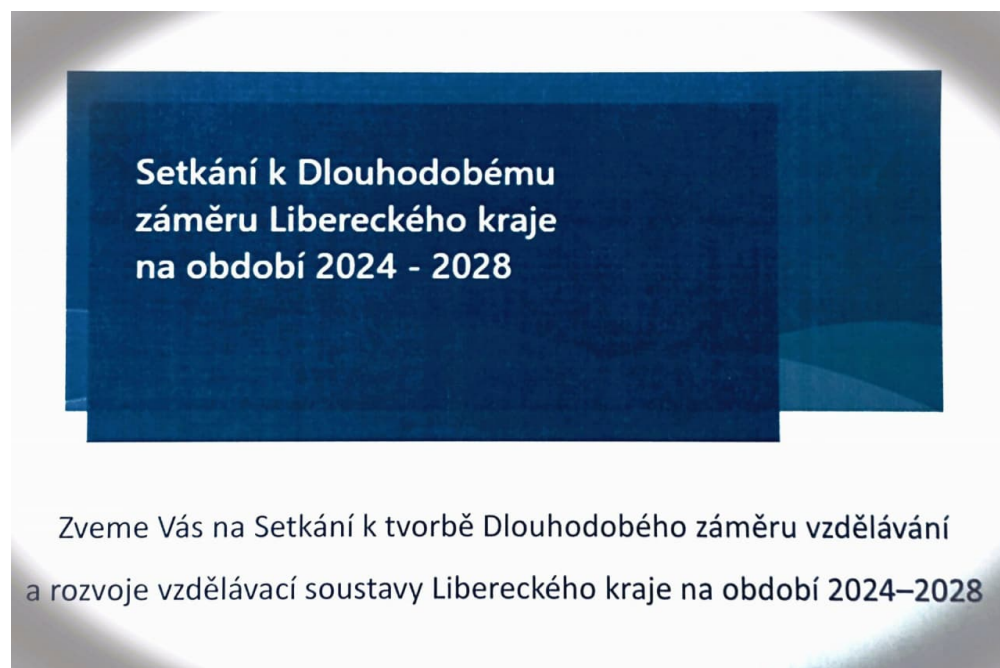 Setkání k Dlouhodobému
záměru Libereckého kraje
na období 2024 - 2028
Zveme Vás na Setkání k tvorbě Dlouhodobého záměru vzdělávání
a rozvoje vzdělávací soustavy Libereckého kraje na období 2024–2028